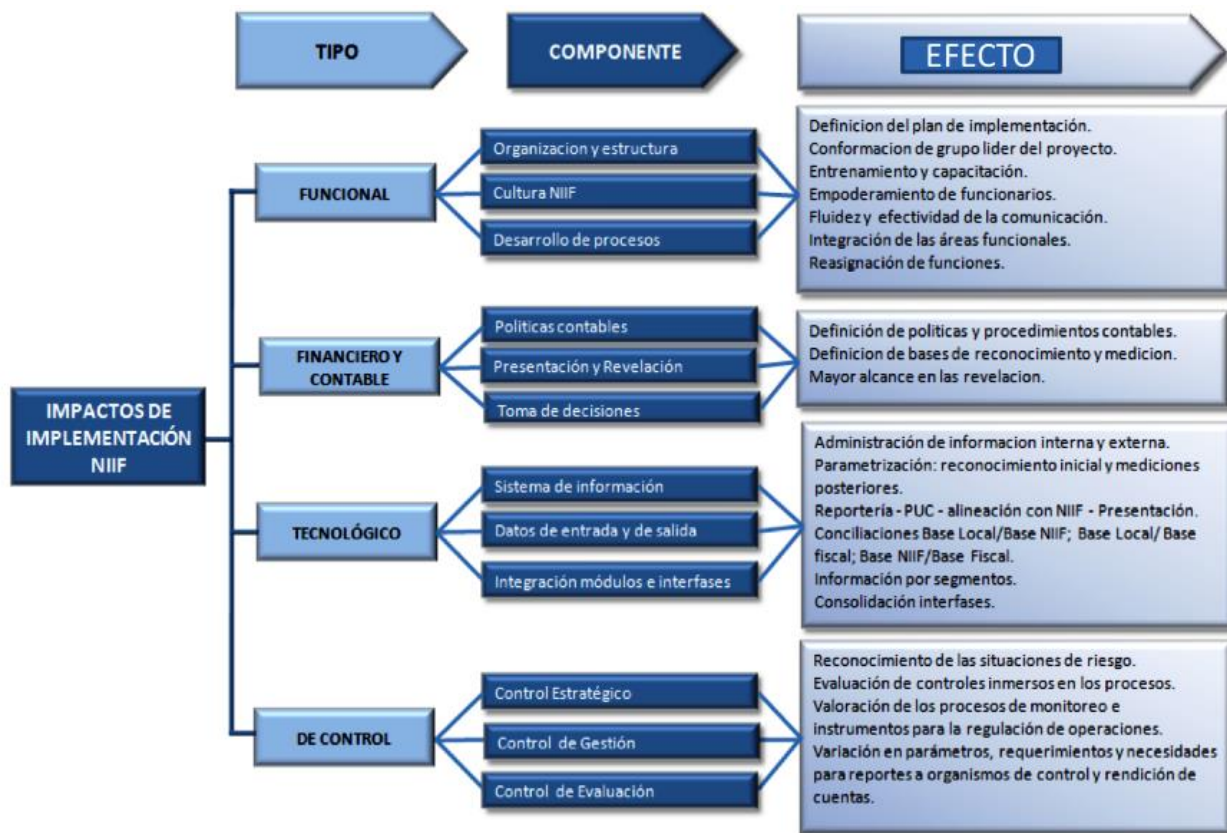 TIPO
COMPONENTE
EFECTO
IMPACTOS DE
IMPLEMENTACIÓN
NIIF
FUNCIONAL
Organizacion y estructura
Cultura NIIF
Desarrollo de procesos
Definicion del plan de implementación.
Conformacion de grupo lider del proyecto.
Entrenamiento y capacitación.
Empoderamiento de funcionarios.
Fluidez y efectividad de la comunicación.
Integración de las áreas funcionales.
Reasignación de funciones.
FINANCIERO Y
CONTABLE
Politicas contables
Presentación y Revelación
Toma de decisiones
Definición de politicas y procedimientos contables.
Definicion de bases de reconocimiento y medicion.
Mayor alcance en las revelacion.
TECNOLÓGICO
Sistema de información
Datos de entrada y de salida
Integración módulos e interfases
Administración de informacion interna y externa.
Parametrización: reconocimiento inicial y mediciones
posteriores.
Reportería - PUC - alineación con NIIF - Presentación.
Conciliaciones Base Local/Base NIIF; Base Local/ Base
fiscal; Base NIIF/Base Fiscal.
Información por segmentos.
Consolidación interfases.
DE CONTROL
Control Estratégico
Control de Gestión
Control de Evaluación
Reconocimiento de las situaciones de riesgo.
Evaluación de controles inmersos en los procesos.
Valoración de los procesos de monitoreo e
instrumentos para la regulación de operaciones.
Variación en parámetros, requerimientos y necesidades
para reportes a organismos de control y rendición de
cuentas.